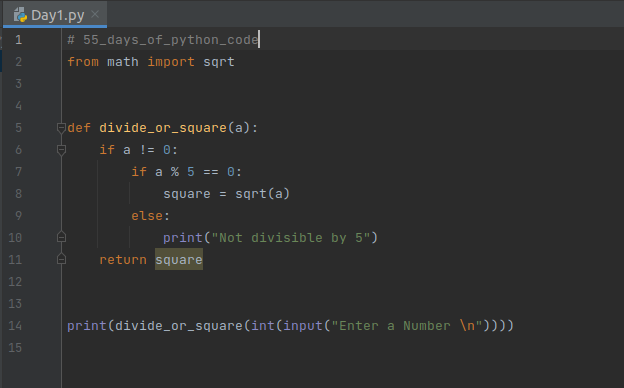 Day1.py
1 # 55_days_of_python_code
2 from math import sqrt
3
4
5 def divide_or_square(a):
6     if a != 0:
7         if a % 5 == 0:
8             square = sqrt(a)
9         else:
10             print("Not divisible by 5")
11     return square
12
13
14 print(divide_or_square(int(input("Enter a Number \n"))))
15